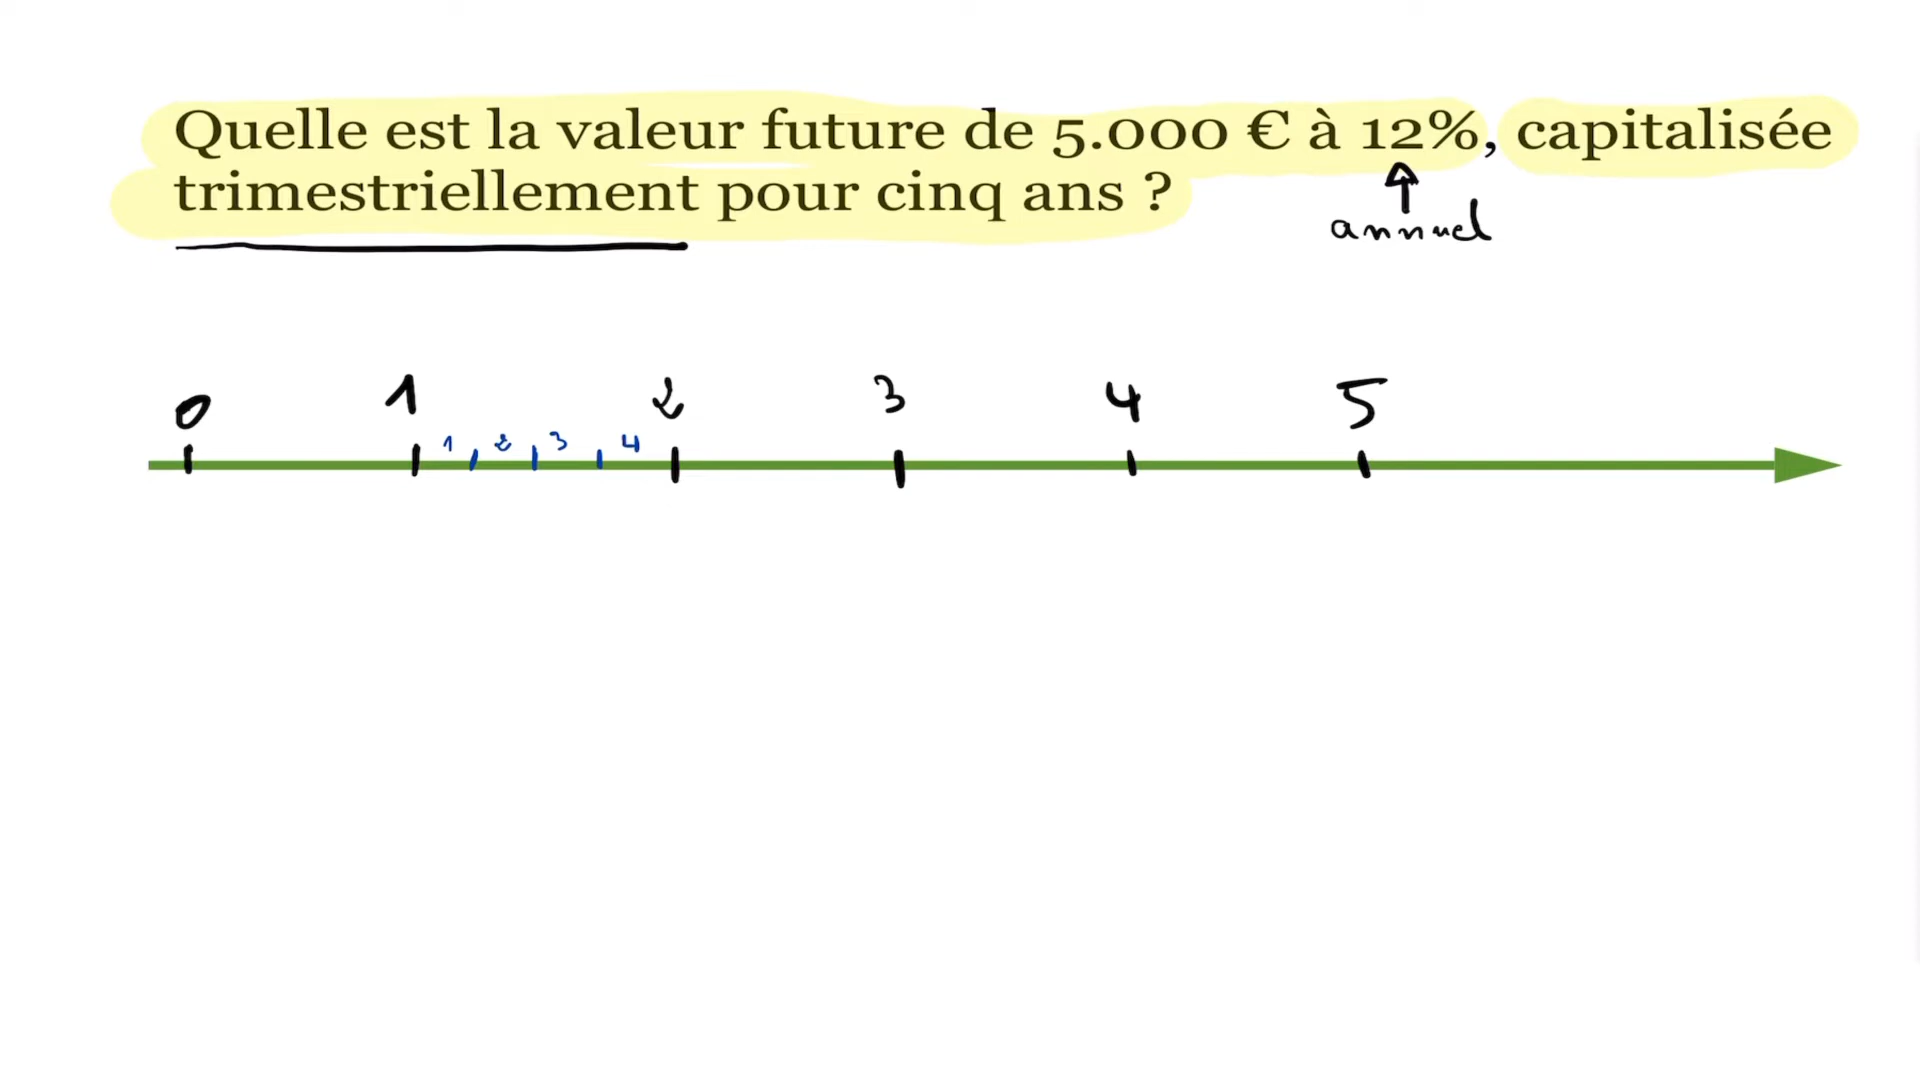 Quelle est la valeur future de 5.000 € à 12%, capitalisée
trimestriellement pour cinq ans ?
annuel
0 1 2 3 4 5
1 2 3 4